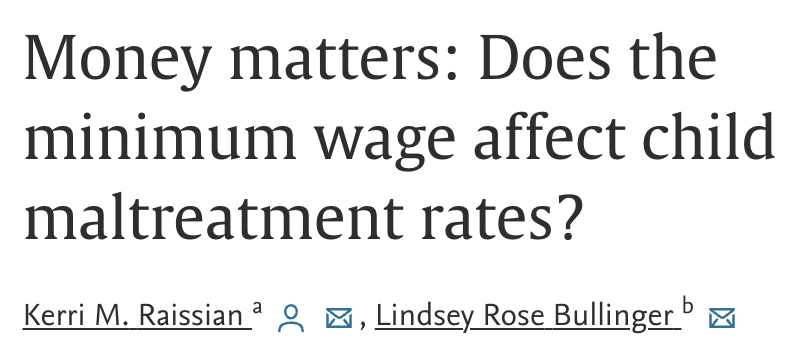 Money matters: Does the
minimum wage affect child
maltreatment rates?
Kerri M. Raissian a , Lindsey Rose Bullinger b